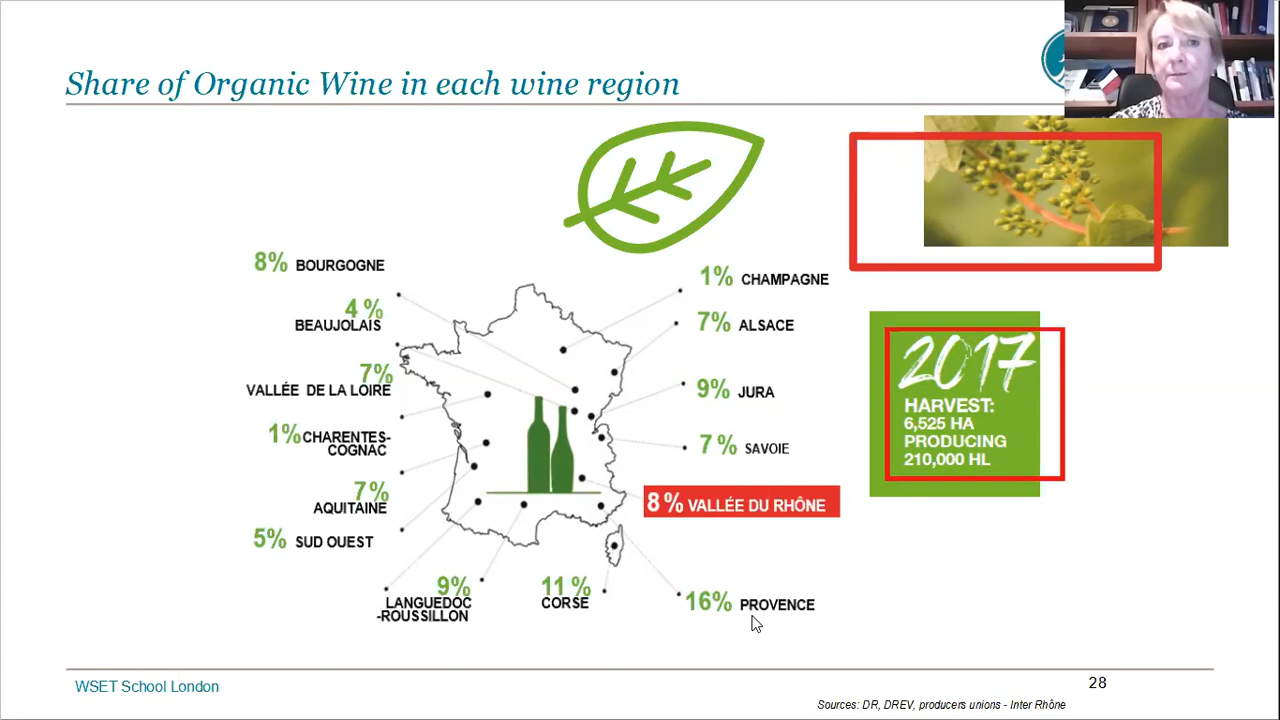 Share of Organic Wine in each wine region
8% BOURGOGNE
4 %
BEAUJOLAIS
7%
VALLÉE DE LA LOIRE
1% CHARENTES-
COGNAC
7 %
AQUITAINE
5% SUD OUEST
9%
LANGUEDOC
-ROUSSILLON
11 %
CORSE
1% CHAMPAGNE
7% ALSACE
9% JURA
7 % SAVOIE
8 % VALLÉE DU RHÔNE
16% PROVENCE
2017
HARVEST:
6,525 HA
PRODUCING
210,000 HL
WSET School London
28
Sources: DR, DREV, producers unions - Inter Rhône